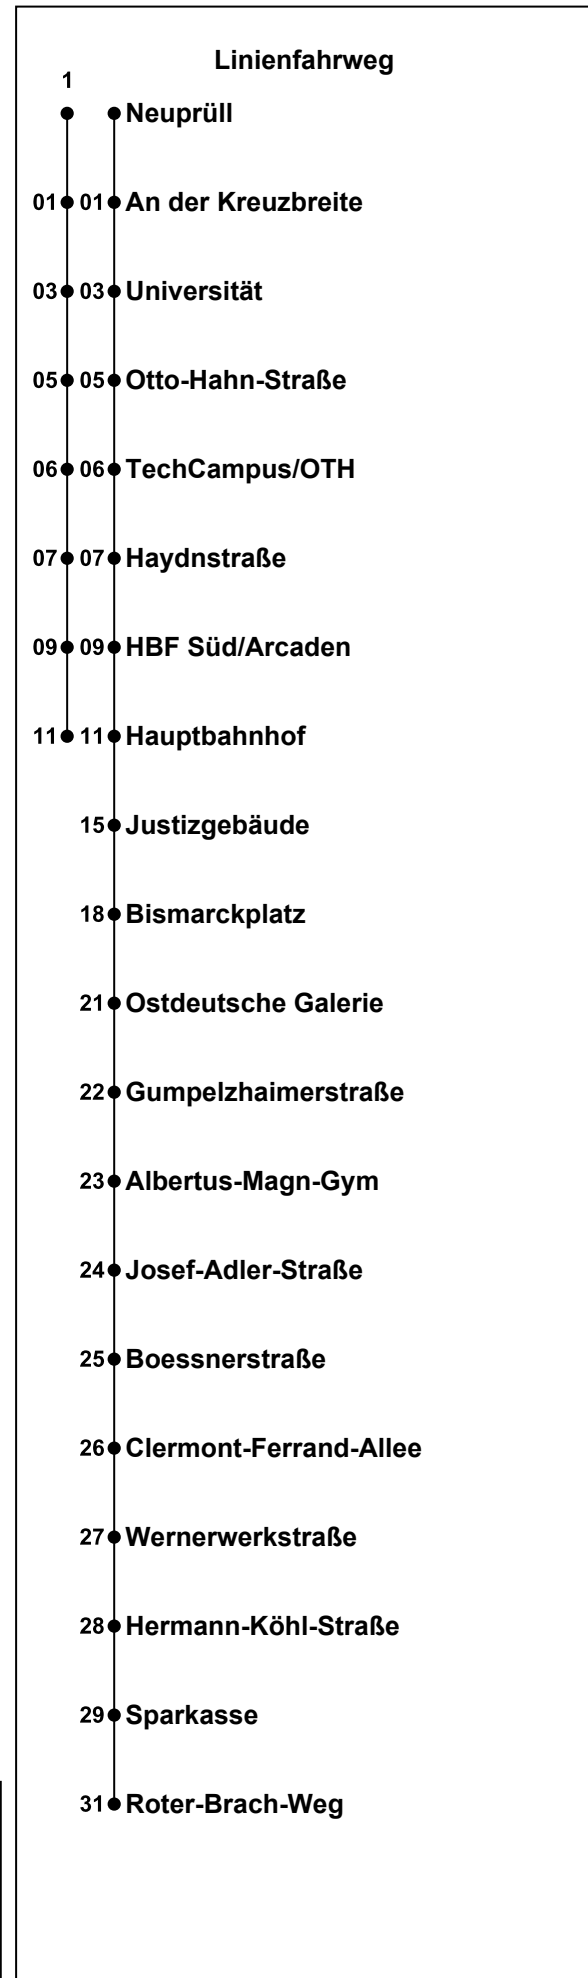 Linienfahrweg
1
Neuprüll
01 01 An der Kreuzbreite
03 03 Universität
05 05 Otto-Hahn-Straße
06 06 TechCampus/OTH
07 07 Haydnstraße
09 09 HBF Süd/Arcaden
11 11 Hauptbahnhof
15 Justizgebäude
18 Bismarckplatz
21 Ostdeutsche Galerie
22 Gumpelzhaimerstraße
23 Albertus-Magn-Gym
24 Josef-Adler-Straße
25 Boessnerstraße
26 Clermont-Ferrand-Allee
27 Wernerwerkstraße
28 Hermann-Köhl-Straße
29 Sparkasse
31 Roter-Brach-Weg